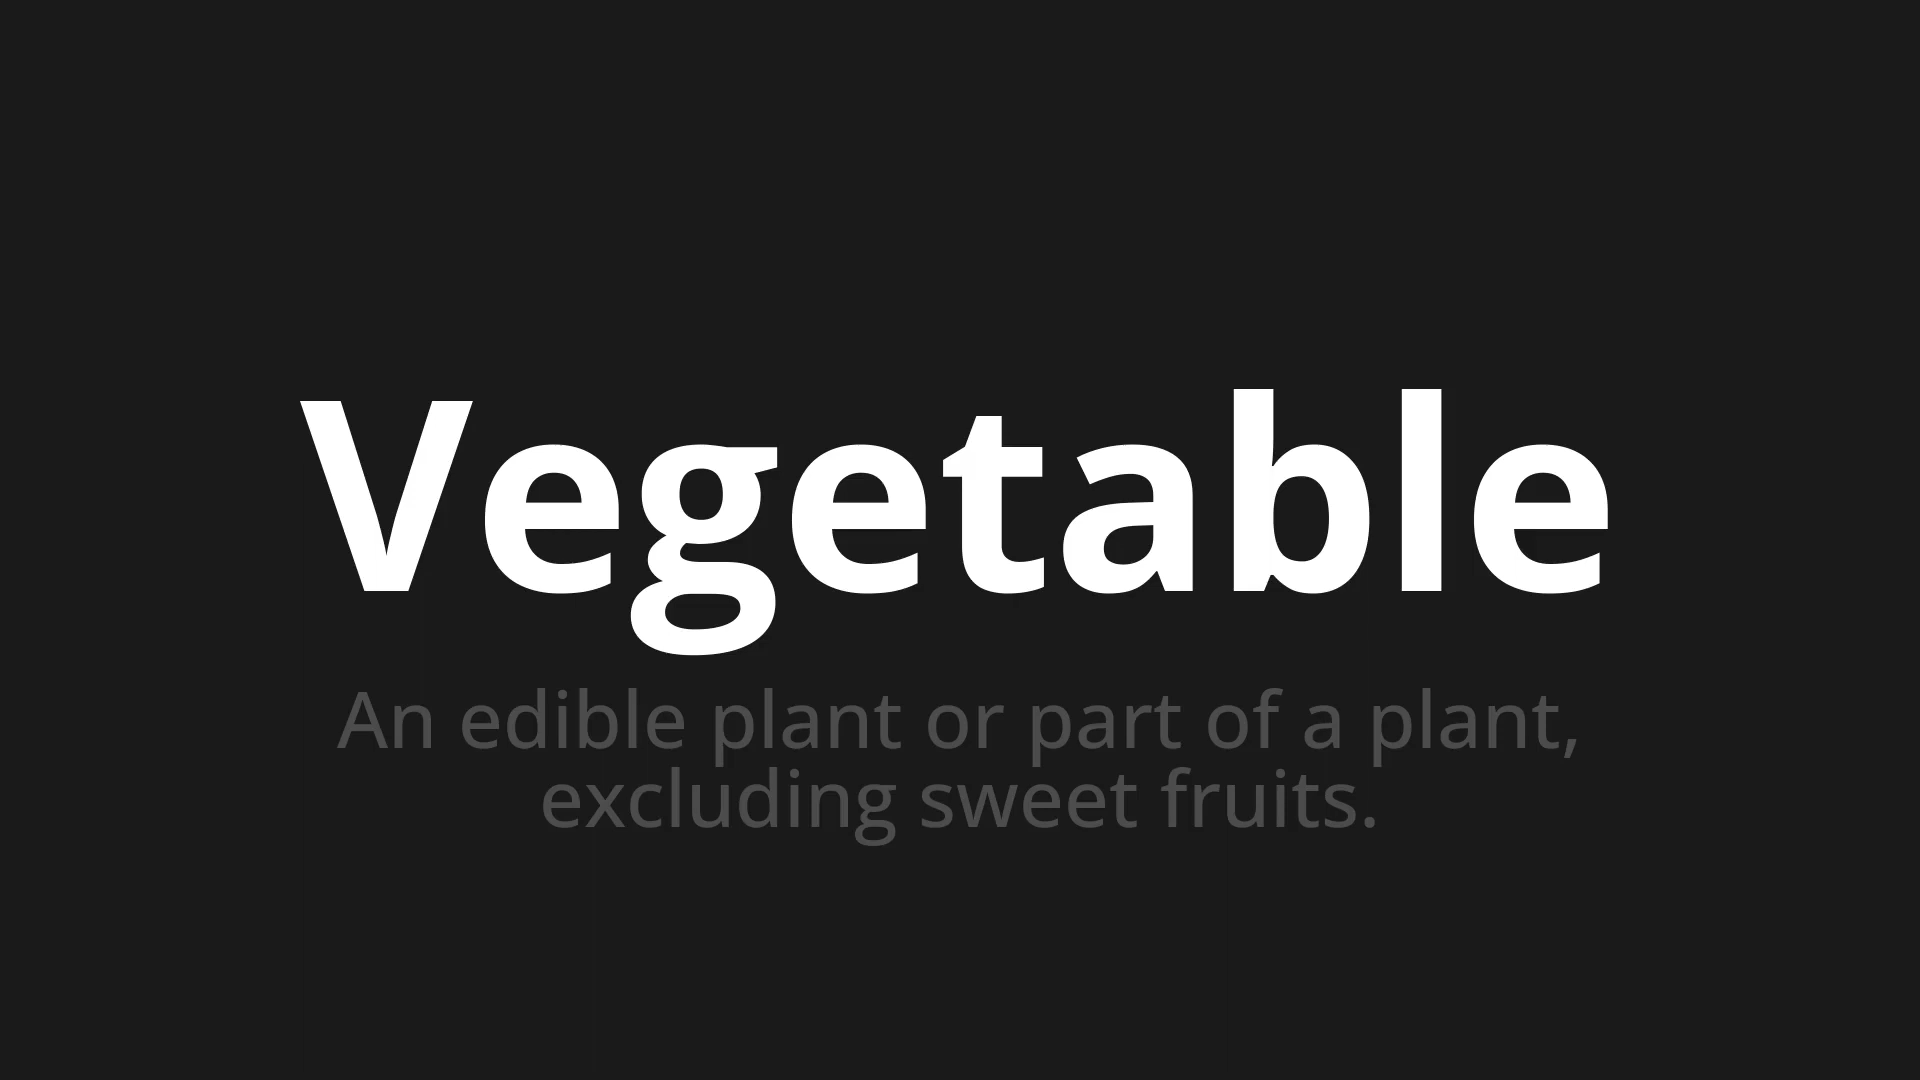 Vegetable
An edible plant or part of a plant,
excluding sweet fruits.